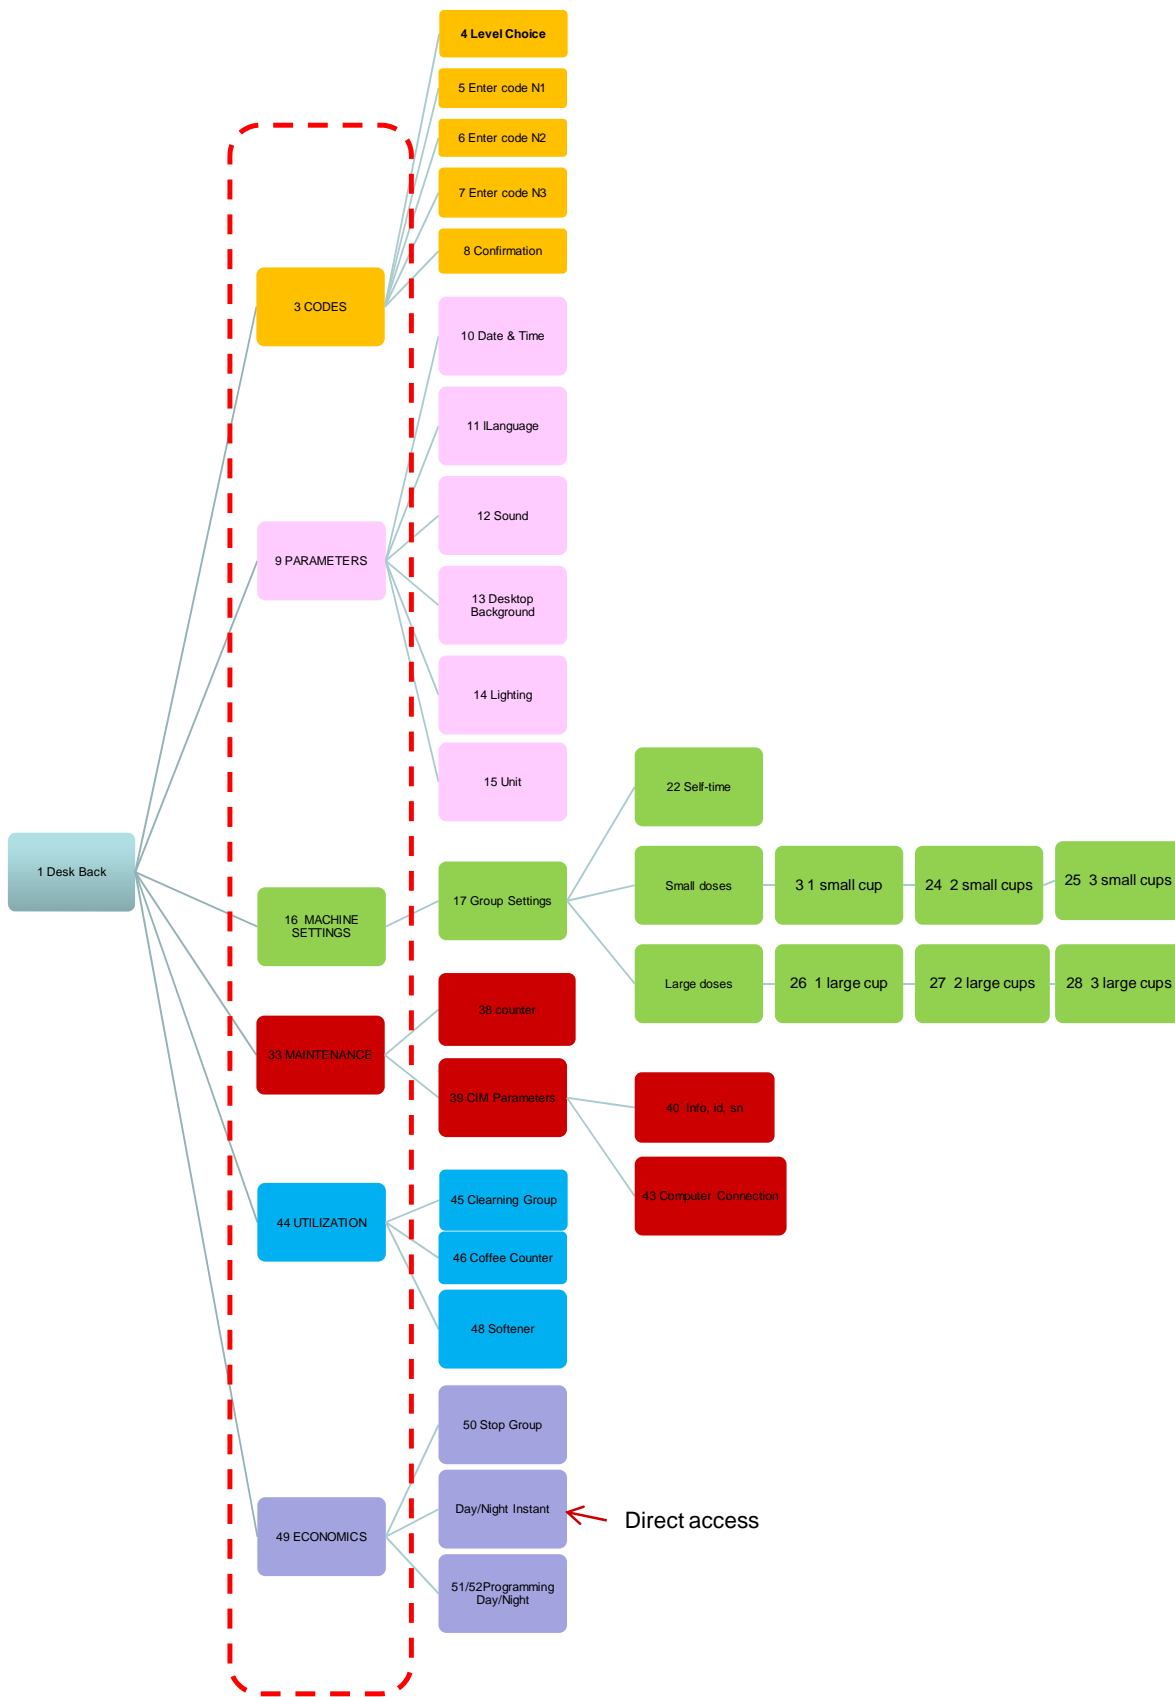 4 Level Choice
5 Enter code N1
6 Enter code N2
7 Enter code N3
8 Confirmation
3 CODES
10 Date & Time
11 lLanguage
12 Sound
9 PARAMETERS
13 Desktop
Background
14 Lighting
15 Unit
22 Self-time
1 Desk Back
16 MACHINE
SETTINGS
17 Group Settings
Small doses
3 1 small cup
24 2 small cups
25 3 small cups
Large doses
26 1 large cup
27 2 large cups
28 3 large cups
38 counter
33 MAINTENANCE
39 CIM Parameters
40 Info, id, sn
43 Computer Connection
45 Clearning Group
44 UTILIZATION
46 Coffee Counter
48 Softener
50 Stop Group
Day/Night Instant
Direct access
49 ECONOMICS
51/52Programming
Day/Night